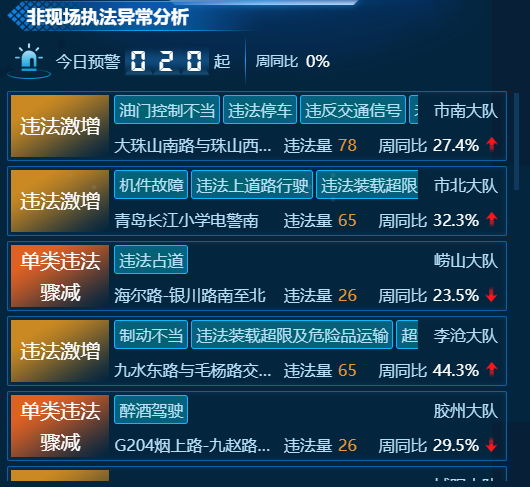 非现场执法异常分析
今日预警 020 起 周同比 0%
违法激增 油门控制不当 违法停车 违反交通信号 市南大队
大珠山南路与珠山西... 违法量 78 周同比 27.4%
违法激增 机件故障 违法上道路行驶 违法装载超限 市北大队
青岛长江小学电警南 违法量 65 周同比 32.3%
单类违法骤减 违法占道 崂山大队
海尔路-银川路南至北 违法量 26 周同比 23.5%
违法激增 制动不当 违法装载超限及危险品运输 超 李沧大队
九水东路与毛杨路交... 违法量 65 周同比 44.3%
单类违法骤减 醉酒驾驶 胶州大队
G204烟上路-九赵路... 违法量 26 周同比 29.5%